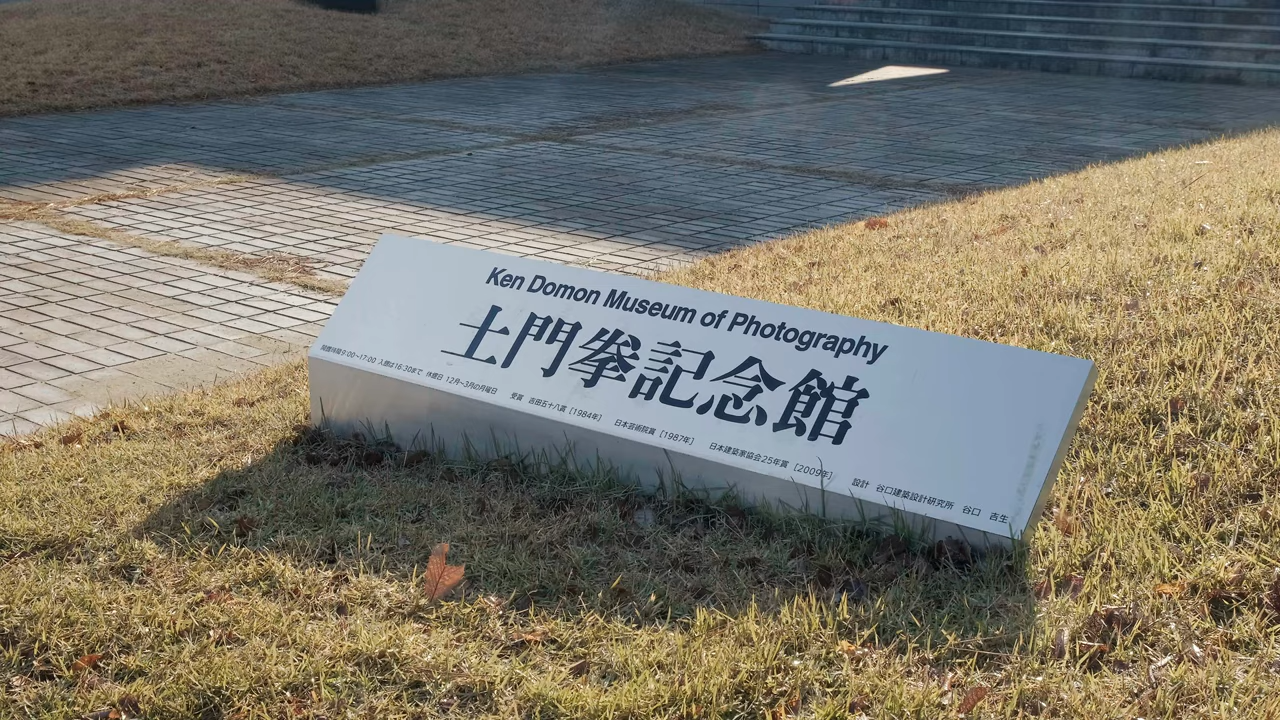 Ken Domon Museum of Photography
土門拳記念館
開館時間9:00~17:00 入館は16:30まで 休館日 12月~3月の月曜日 受賞 吉田五十八賞[1984年] 日本芸術院賞[1987年] 日本建築家協会25年賞[2009年] 設計 谷口建築設計研究所 谷口 吉生